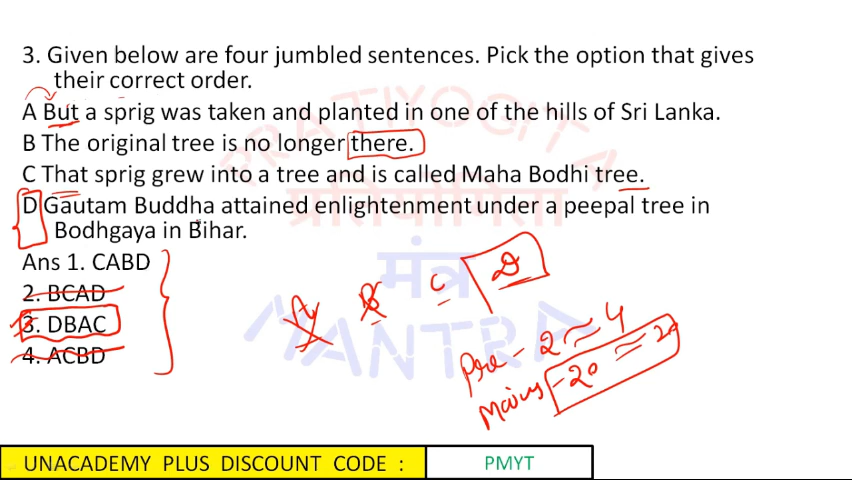 3. Given below are four jumbled sentences. Pick the option that gives
their correct order.
A But a sprig was taken and planted in one of the hills of Sri Lanka.
B The original tree is no longer there.
C That sprig grew into a tree and is called Maha Bodhi tree.
D Gautam Buddha attained enlightenment under a peepal tree in
Bodhgaya in Bihar.
Ans 1. CABD
2. BCAD
3. DBAC
4. ACBD
A B C D
Pre - 2 ≈ 4
Mains - 20 ≈
PRATIYOGITA
प्रतियोगिता
मंत्र
MANTRA
UNACADEMY PLUS DISCOUNT CODE : PMYT